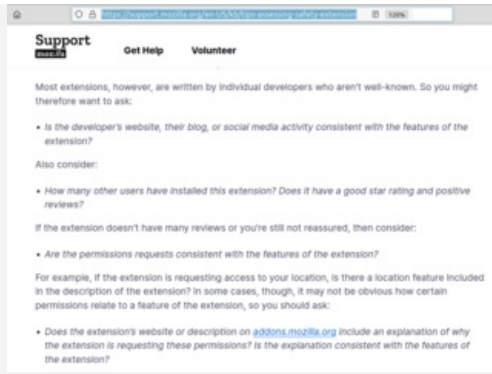 https://support.mozilla.org/en-US/kb/tips-assessing-safety-extension
120%
Support
moz://a
Get Help
Volunteer
Most extensions, however, are written by individual developers who aren't well-known. So you might
therefore want to ask:
• Is the developer's website, their blog, or social media activity consistent with the features of the
extension?
Also consider:
• How many other users have installed this extension? Does it have a good star rating and positive
reviews?
If the extension doesn't have many reviews or you're still not reassured, then consider:
• Are the permissions requests consistent with the features of the extension?
For example, if the extension is requesting access to your location, is there a location feature included
in the description of the extension? In some cases, though, it may not be obvious how certain
permissions relate to a feature of the extension, so you should ask:
• Does the extension's website or description on addons.mozilla.org include an explanation of why
the extension is requesting these permissions? Is the explanation consistent with the features of
the extension?